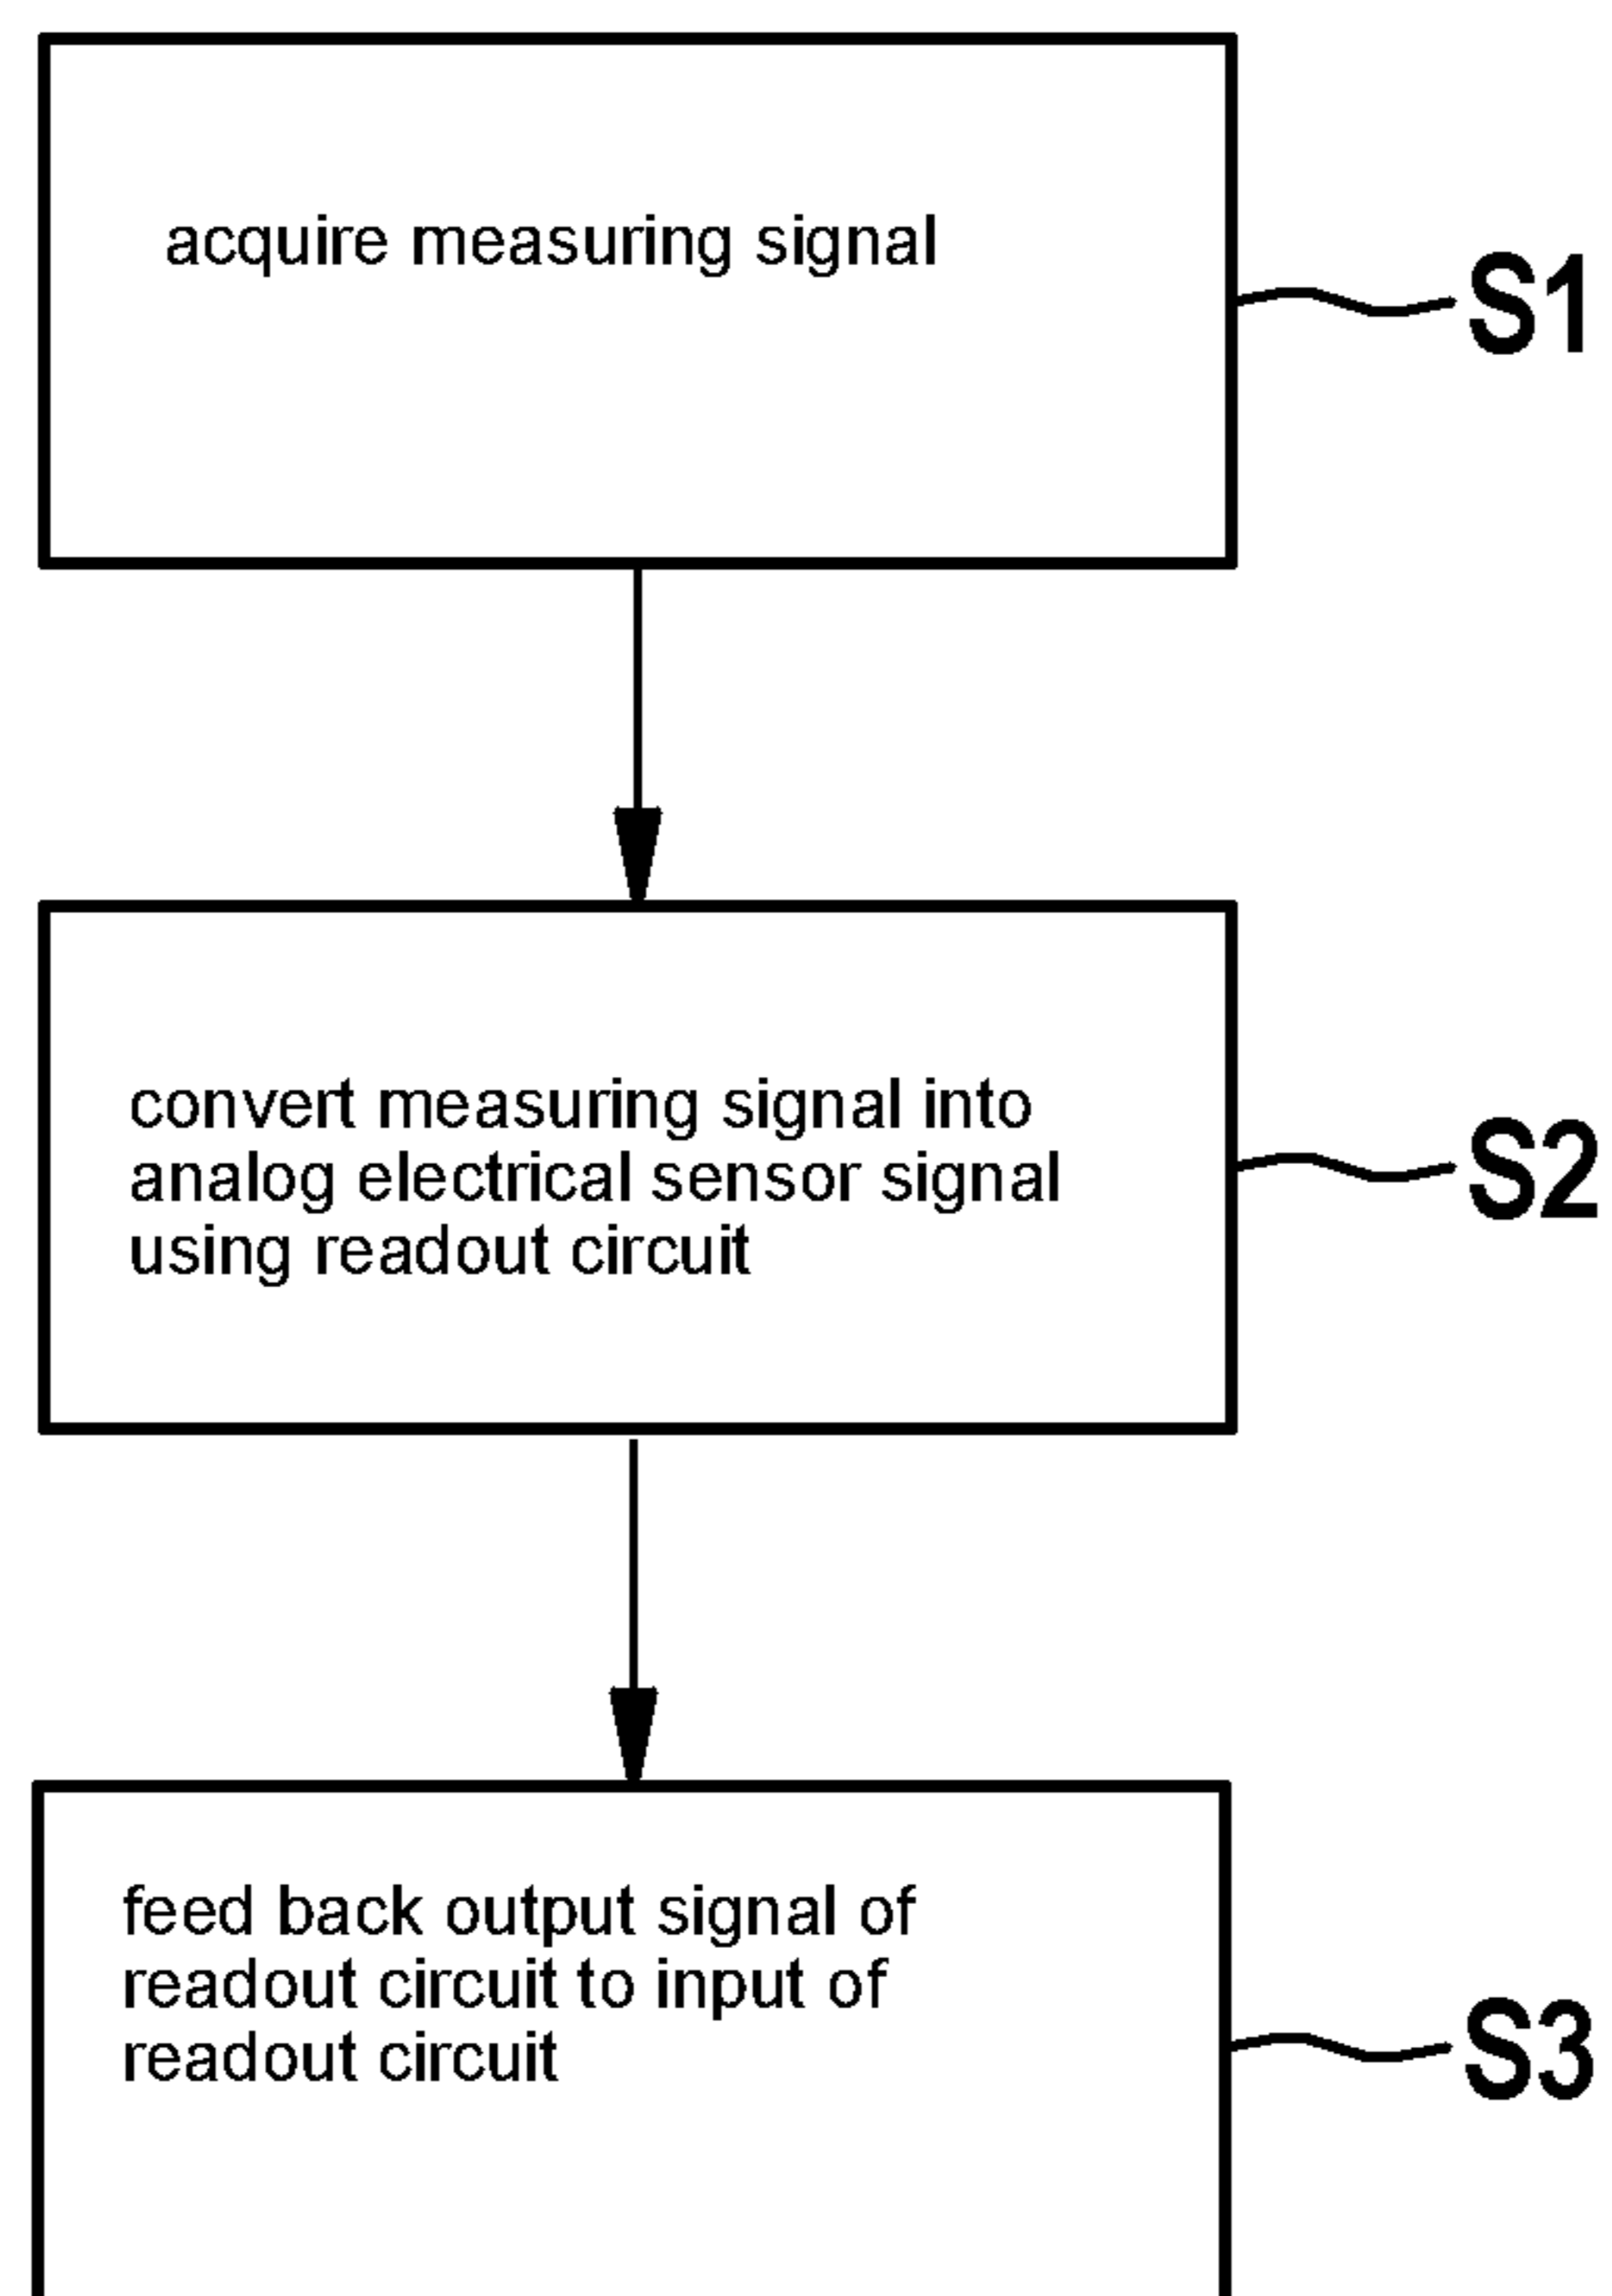 acquire measuring signal
S1
convert measuring signal into
analog electrical sensor signal
using readout circuit
S2
feed back output signal of
readout circuit to input of
readout circuit
S3